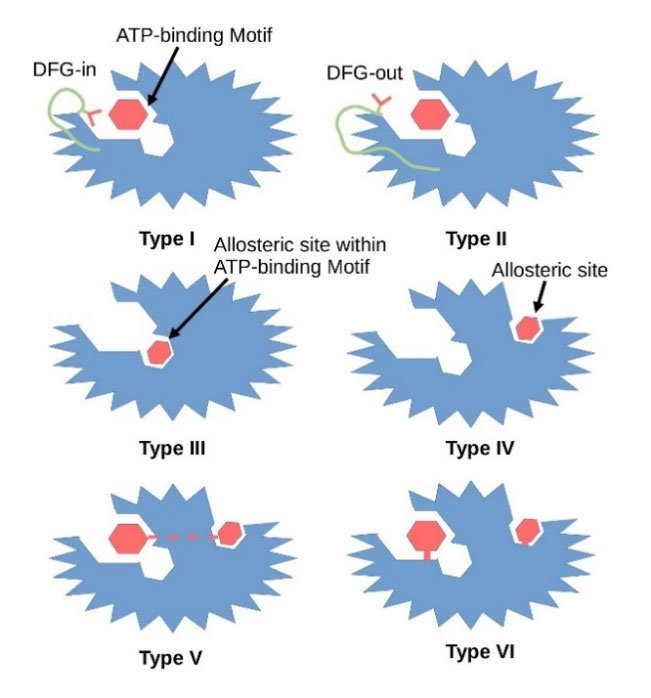 ATP-binding Motif
DFG-in
DFG-out
Type I
Type II
Allosteric site within
ATP-binding Motif
Allosteric site
Type III
Type IV
Type V
Type VI